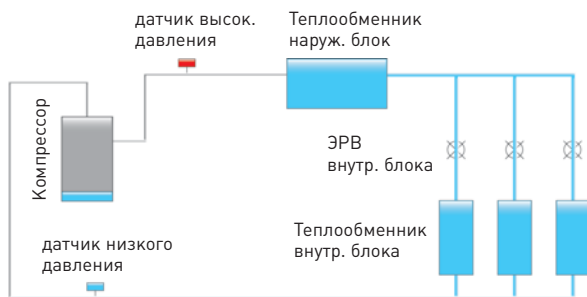 датчик высок.
давления
Теплообменник
наруж. блок
Компрессор
ЭРВ
внутр. блока
Теплообменник
внутр. блока
датчик низкого
давления